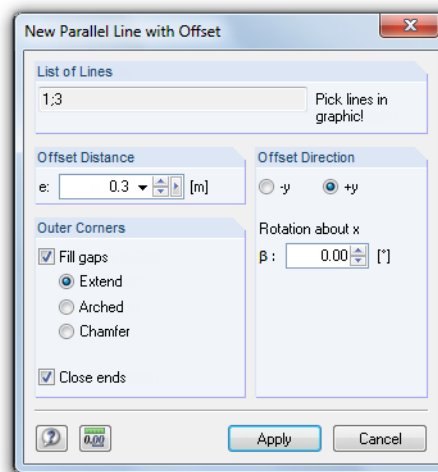 New Parallel Line with Offset
List of Lines
1;3
Pick lines in
graphic!
Offset Distance
e: 0.3 [m]
Offset Direction
-y +y
Rotation about x
β : 0.00 [°]
Outer Corners
Fill gaps
Extend
Arched
Chamfer
Close ends
0.00
Apply
Cancel